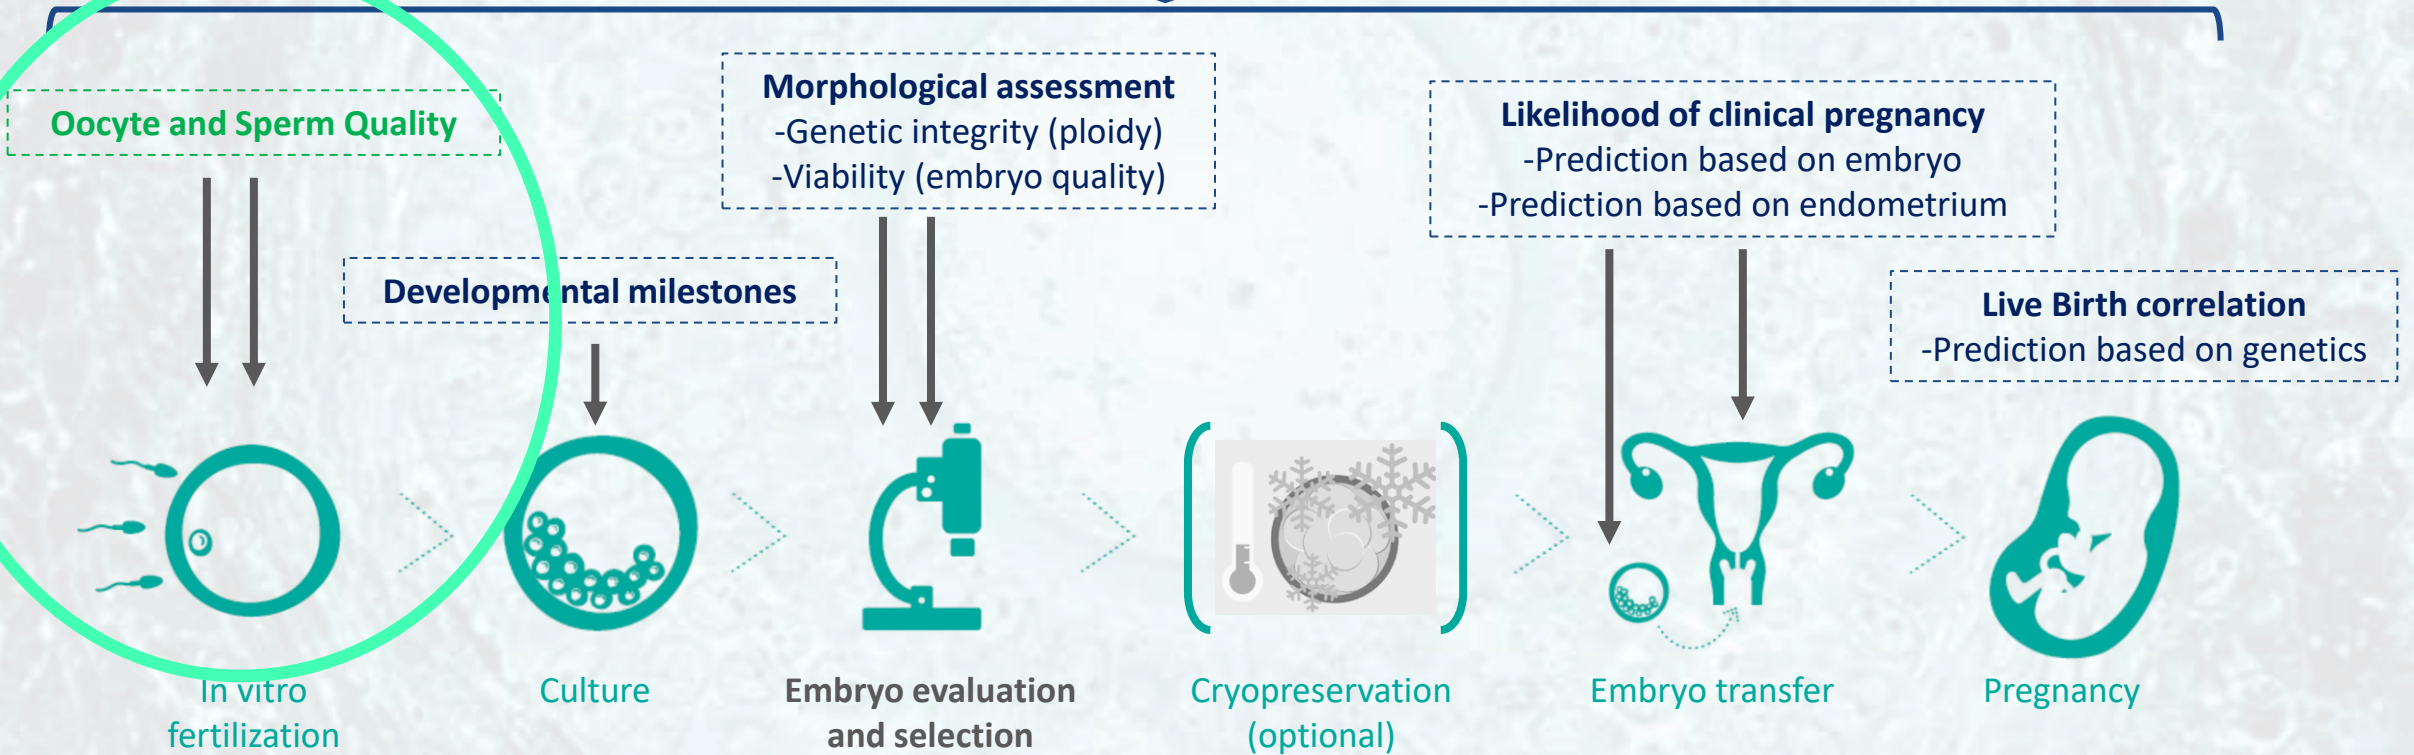 Oocyte and Sperm Quality
Morphological assessment
-Genetic integrity (ploidy)
-Viability (embryo quality)
Likelihood of clinical pregnancy
-Prediction based on embryo
-Prediction based on endometrium
Developmental milestones
Live Birth correlation
-Prediction based on genetics
In vitro
fertilization
Culture
Embryo evaluation
and selection
Cryopreservation
(optional)
Embryo transfer
Pregnancy